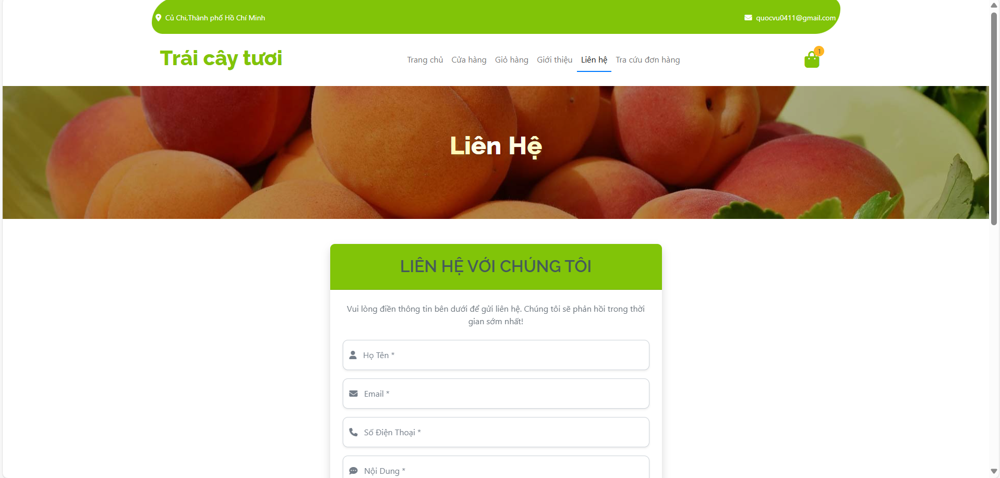 Củ Chi,Thành phố Hồ Chí Minh
quocvu0411@gmail.com
Trái cây tươi
Trang chủ
Cửa hàng
Giỏ hàng
Giới thiệu
Liên hệ
Tra cứu đơn hàng
1
Liên Hệ
LIÊN HỆ VỚI CHÚNG TÔI
Vui lòng điền thông tin bên dưới để gửi liên hệ. Chúng tôi sẽ phản hồi trong thời
gian sớm nhất!
Họ Tên *
Email *
Số Điện Thoại *
Nội Dung *